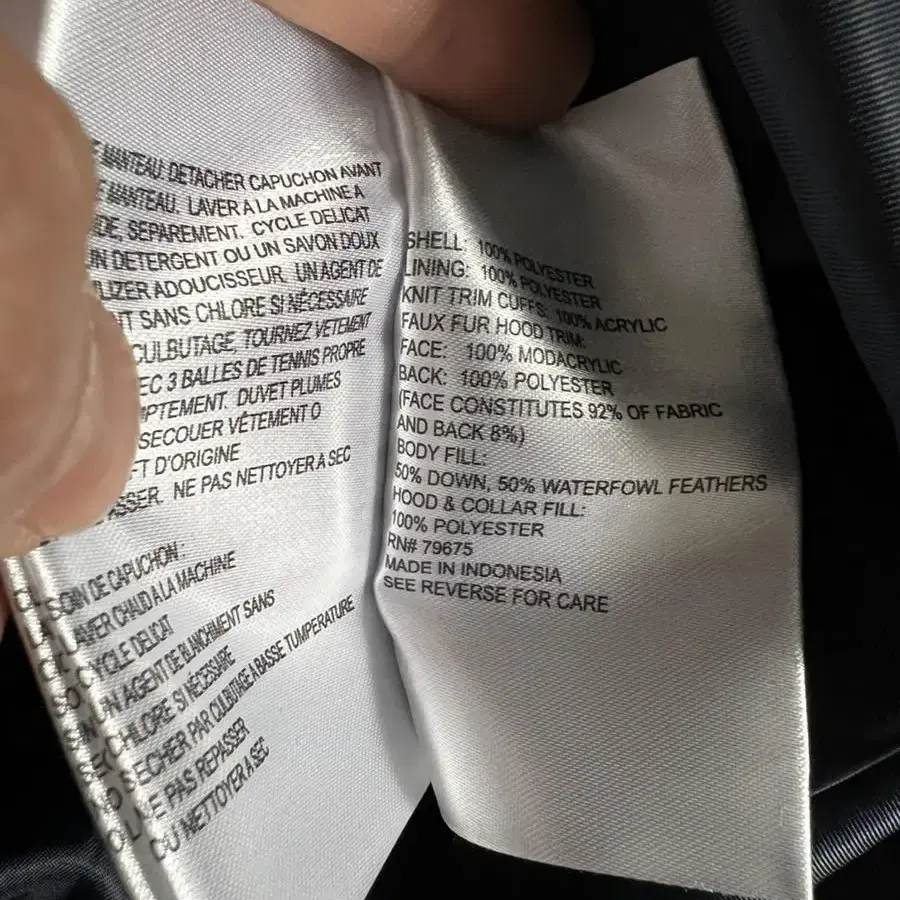 MANTEAU: DETACHER CAPUCHON AVANT
MANTEAU. LAVER A LA MACHINE A
SEPAREMENT. CYCLE DELICAT
DETERGENT OU UN SAVON DOUX
ADOUCISSEUR. UN AGENT DE
SANS CHLORE SI NÉCESSAIRE
CULBUTAGE, TOURNEZ VETEMENT
3 BALLES DE TENNIS PROPRE
DUVET PLUMES
SECOUER VÉTEMENT O
D'ORIGINE
NE PAS NETTOYER A SEC
SOIN DE CAPUCHON:
LAVER CHAUD A LA MACHINE
CYCLE DELICAT
UN AGENT DE BLANCHIMENT SANS
CHLORE SI NÉCESSAIRE
SECHER PAR CULBUTAGE A BASSE TUMPERATURE
NE PAS REPASSER
OU NETTOYER A SEC
SHELL: 100% POLYESTER
LINING: 100% POLYESTER
KNIT TRIM CUFFS: 100% ACRYLIC
FAUX FUR HOOD TRIM:
FACE: 100% MODACRYLIC
BACK: 100% POLYESTER
(FACE CONSTITUTES 92% OF FABRIC
AND BACK 8%)
BODY FILL:
50% DOWN, 50% WATERFOWL FEATHERS
HOOD & COLLAR FILL:
100% POLYESTER
RN# 79675
MADE IN INDONESIA
SEE REVERSE FOR CARE